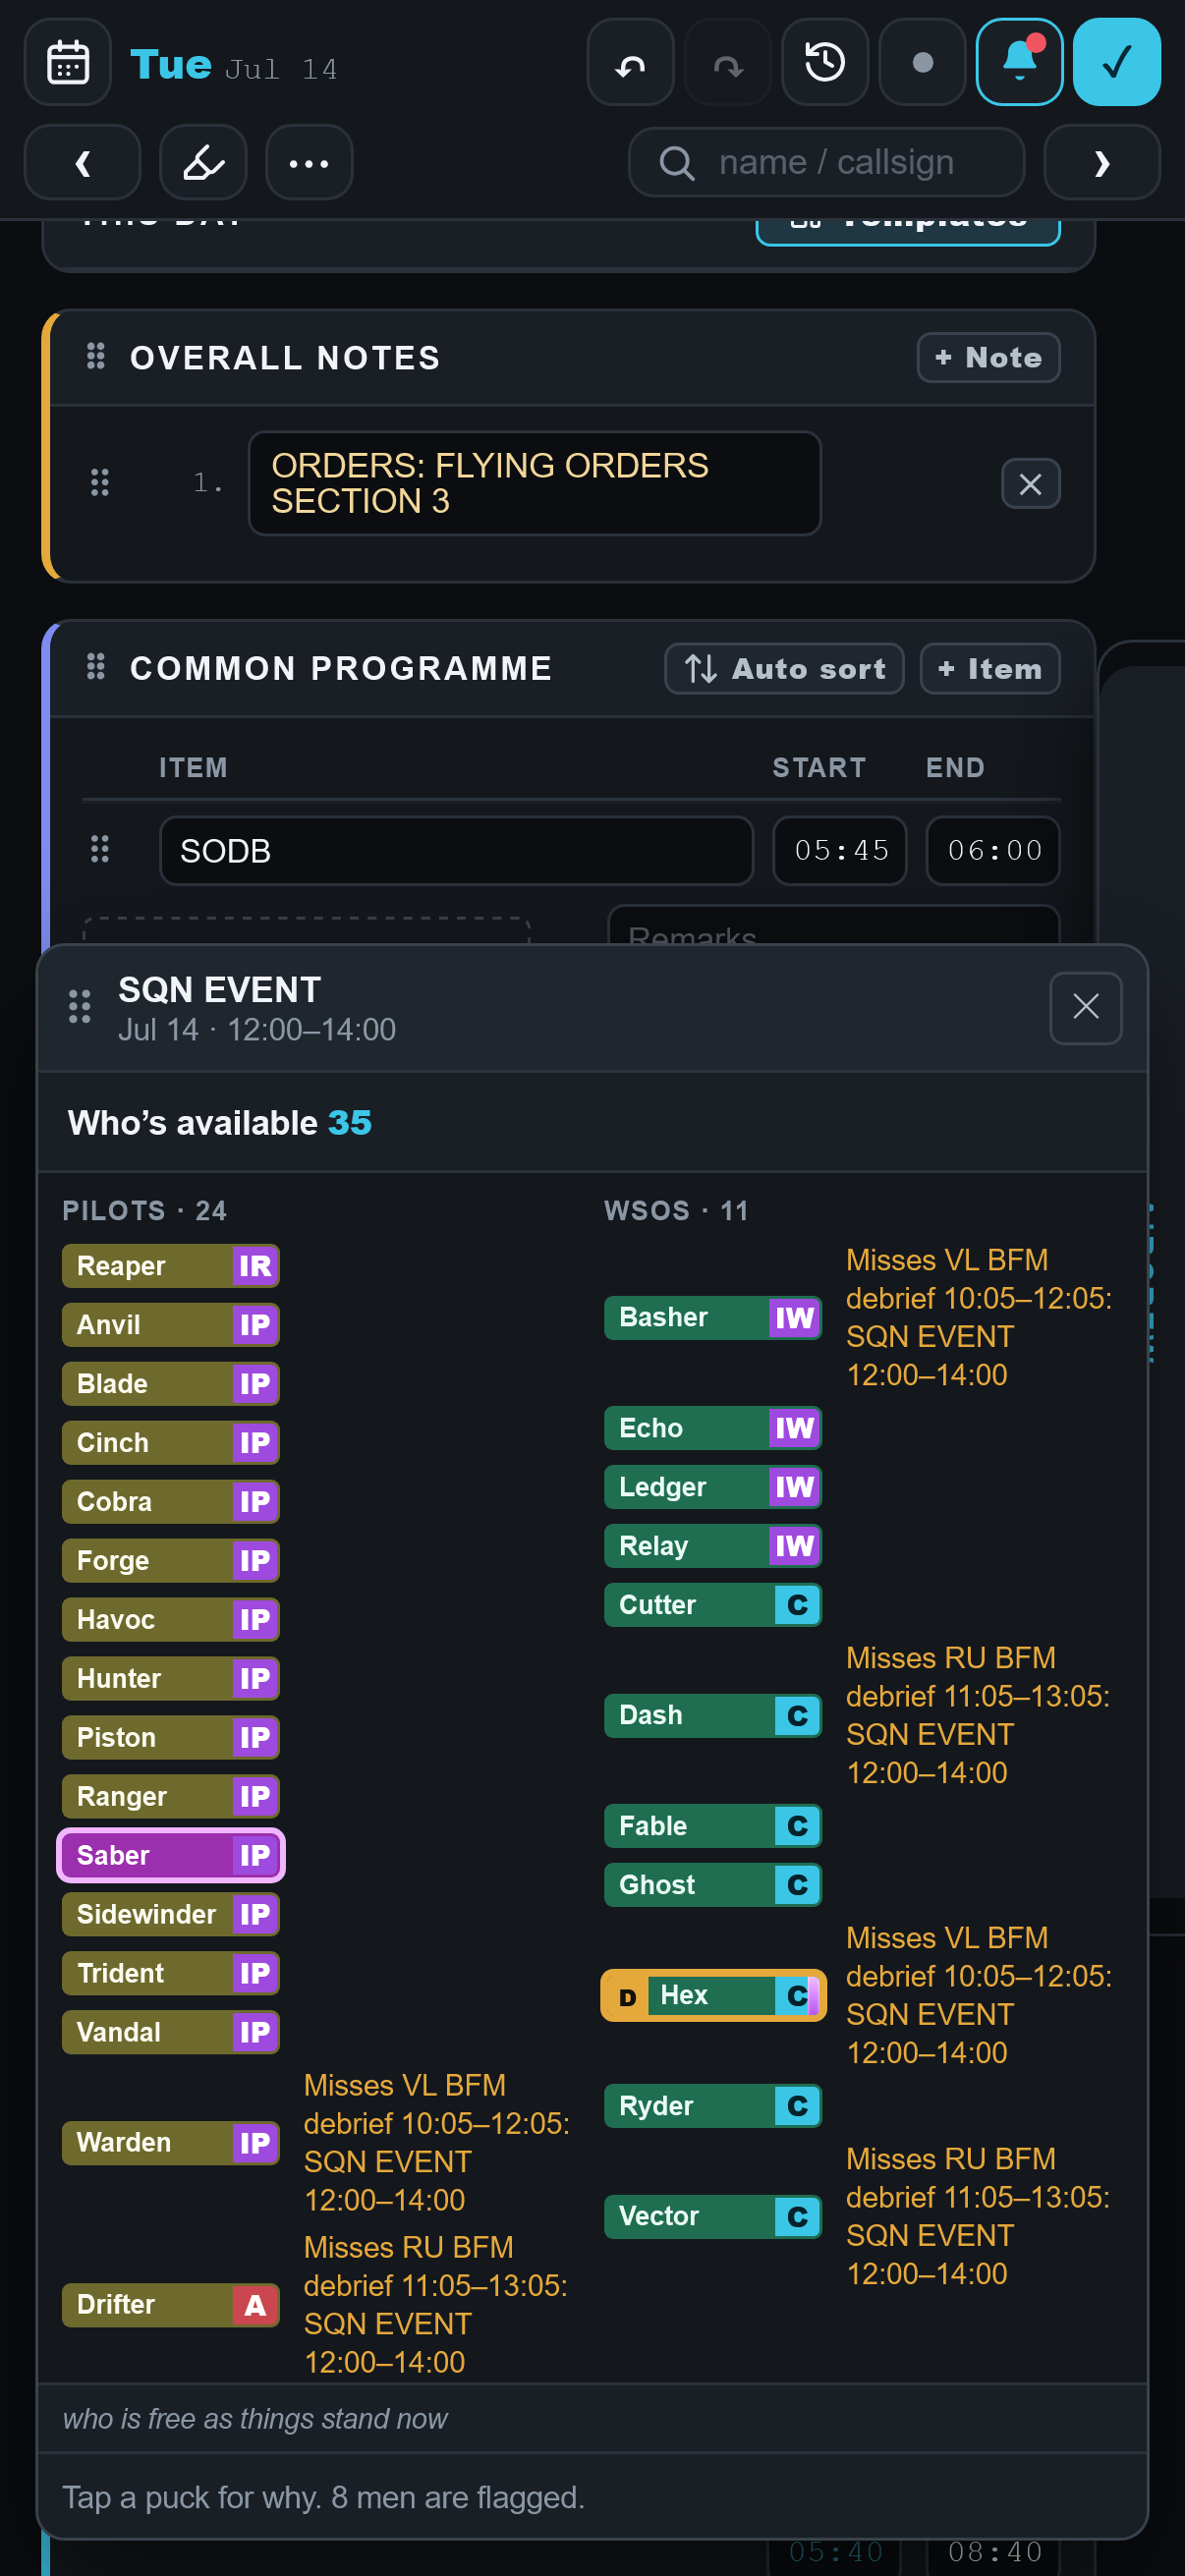 Tue Jul 14
name / callsign
THIS DAY
Templates
OVERALL NOTES
+ Note
1.
ORDERS: FLYING ORDERS
SECTION 3
COMMON PROGRAMME
Auto sort
+ Item
ITEM START END
SODB 05:45 06:00
Remarks
SQN EVENT
Jul 14 · 12:00–14:00
Who’s available 35
PILOTS · 24
Reaper IR
Anvil IP
Blade IP
Cinch IP
Cobra IP
Forge IP
Havoc IP
Hunter IP
Piston IP
Ranger IP
Saber IP
Sidewinder IP
Trident IP
Vandal IP
Warden IP
Misses VL BFM
debrief 10:05–12:05:
SQN EVENT
12:00–14:00
Drifter A
Misses RU BFM
debrief 11:05–13:05:
SQN EVENT
12:00–14:00
WSOS · 11
Basher IW
Misses VL BFM
debrief 10:05–12:05:
SQN EVENT
12:00–14:00
Echo IW
Ledger IW
Relay IW
Cutter C
Dash C
Misses RU BFM
debrief 11:05–13:05:
SQN EVENT
12:00–14:00
Fable C
Ghost C
D Hex C
Misses VL BFM
debrief 10:05–12:05:
SQN EVENT
12:00–14:00
Ryder C
Vector C
Misses RU BFM
debrief 11:05–13:05:
SQN EVENT
12:00–14:00
who is free as things stand now
Tap a puck for why. 8 men are flagged.
05:40 08:40